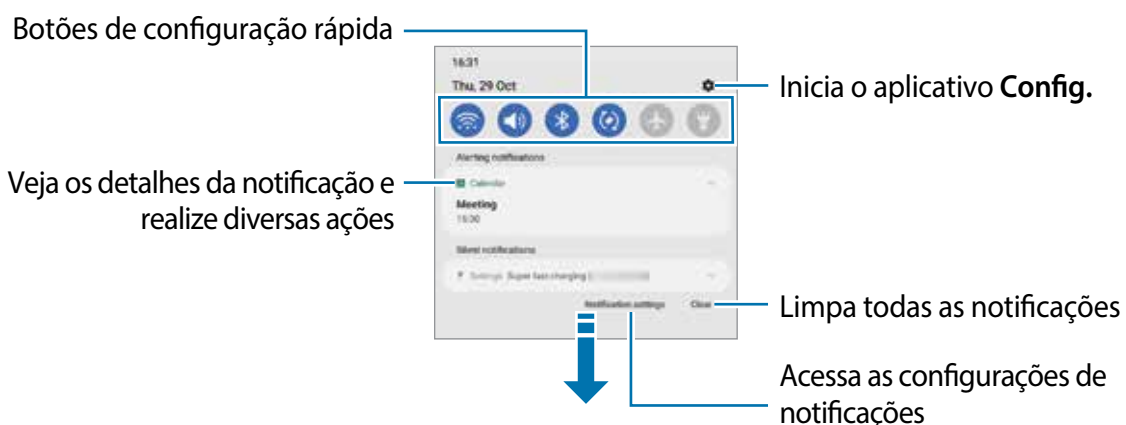 Botões de configuração rápida
16:31
Thu, 29 Oct
Inicia o aplicativo Config.
Alerting notifications
Veja os detalhes da notificação e
realize diversas ações
Calendar
Meeting
Silent notifications
Settings Super fast charging
Notification settings Clear
Limpa todas as notificações
Acessa as configurações de
notificações